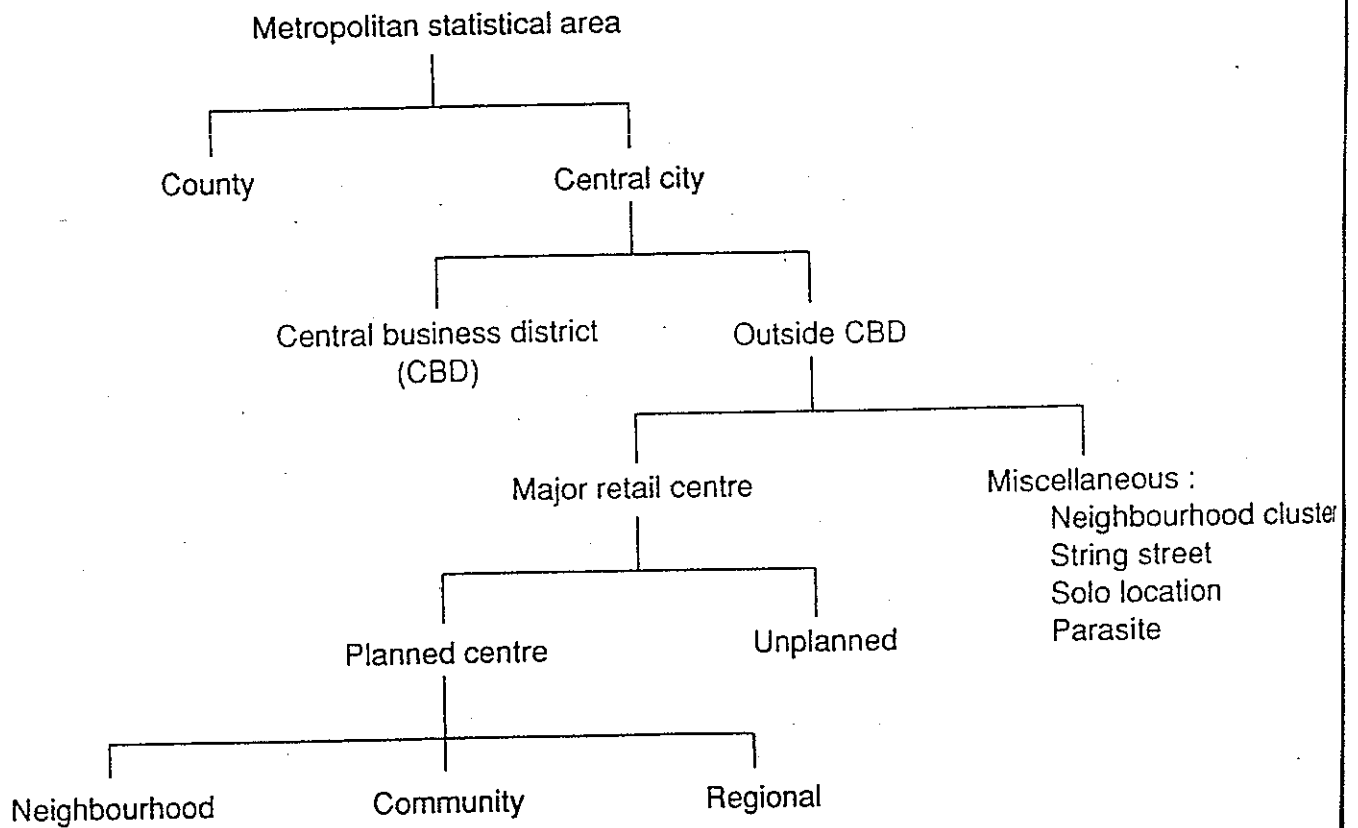 Metropolitan statistical area
County
Central city
Central business district
(CBD)
Outside CBD
Major retail centre
Miscellaneous :
Neighbourhood cluster
String street
Solo location
Parasite
Planned centre
Unplanned
Neighbourhood
Community
Regional